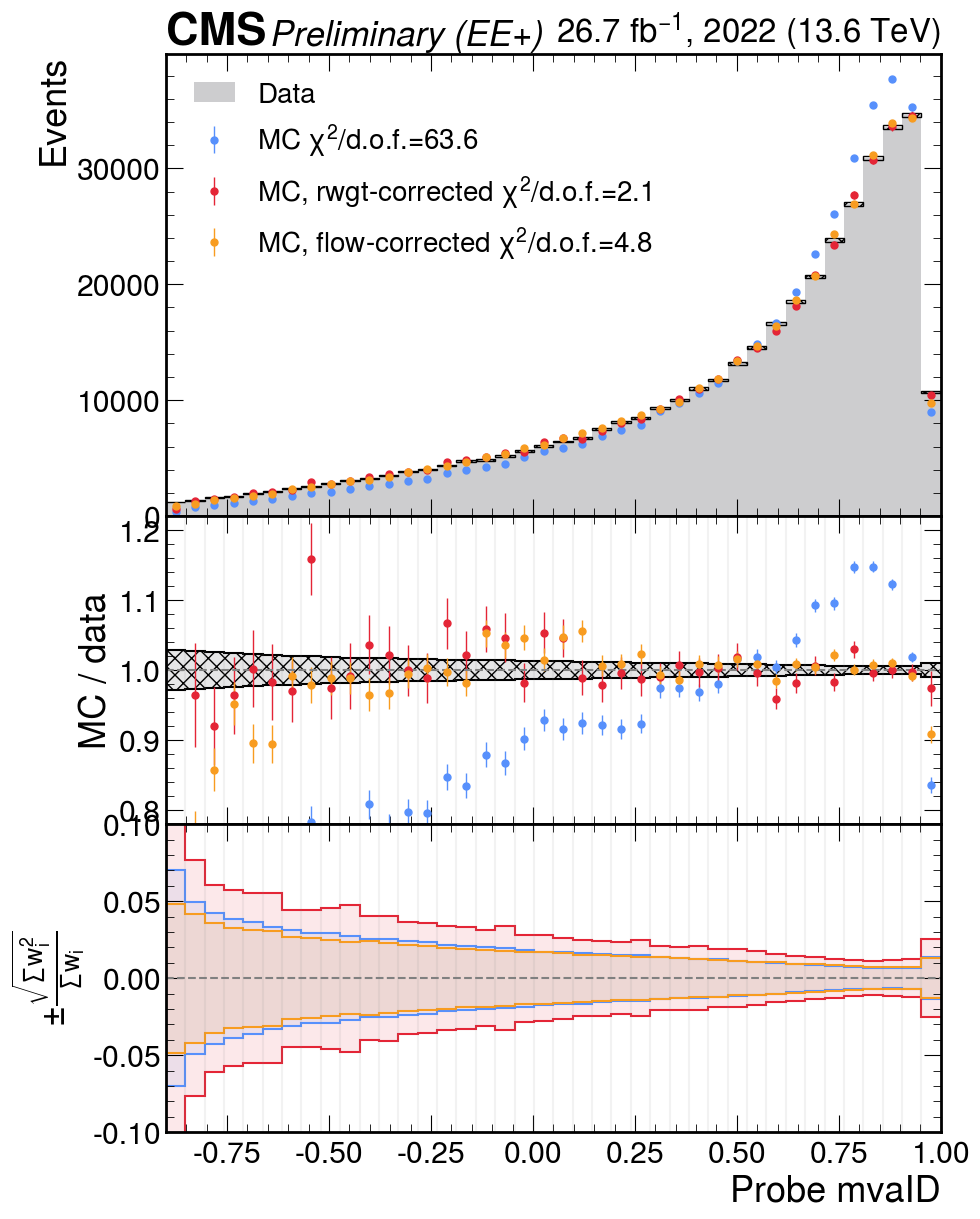 CMS Preliminary (EE+) 26.7 fb⁻¹, 2022 (13.6 TeV)
Events
Data
MC χ²/d.o.f.=63.6
MC, rwgt-corrected χ²/d.o.f.=2.1
MC, flow-corrected χ²/d.o.f.=4.8
30000
20000
10000
0
MC / data
1.2
1.1
1.0
0.9
0.8
±√Σwᵢ²/Σwᵢ
0.10
0.05
0.00
-0.05
-0.10
-0.75 -0.50 -0.25 0.00 0.25 0.50 0.75 1.00
Probe mvaID